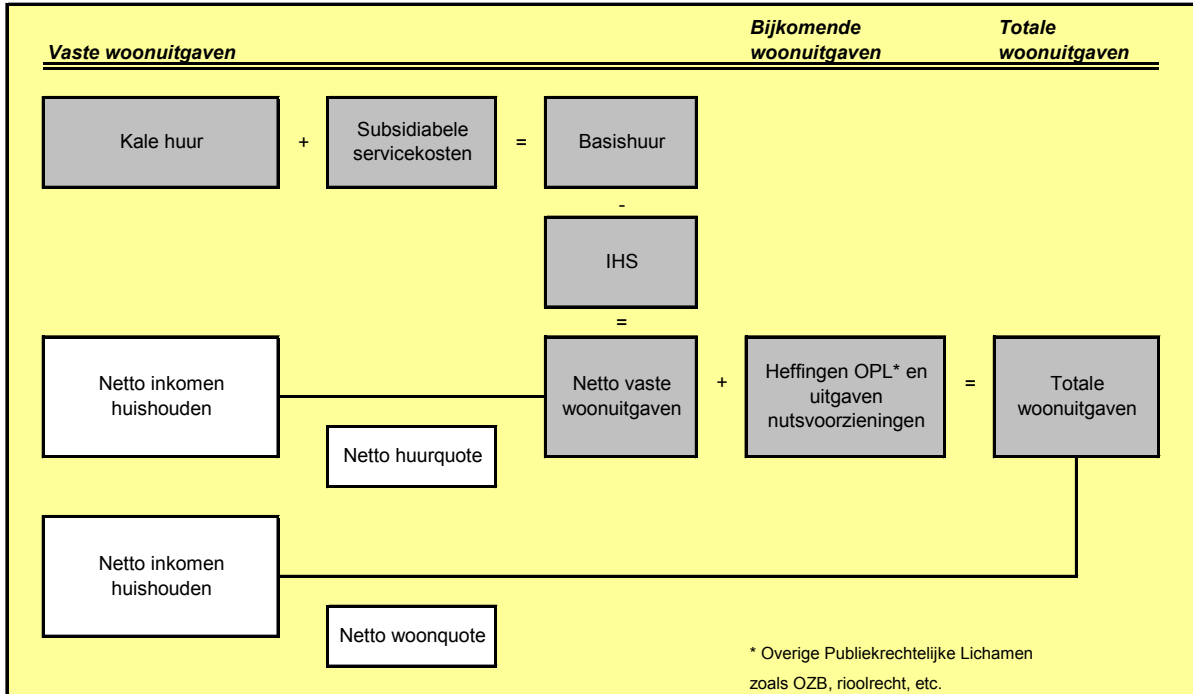 Vaste woonuitgaven
Bijkomende
woonuitgaven
Totale
woonuitgaven
Kale huur
+
Subsidiabele
servicekosten
=
Basishuur
-
IHS
=
Netto inkomen
huishouden
Netto vaste
woonuitgaven
+
Heffingen OPL* en
uitgaven
nutsvoorzieningen
=
Totale
woonuitgaven
Netto huurquote
Netto inkomen
huishouden
Netto woonquote
* Overige Publiekrechtelijke Lichamen
zoals OZB, rioolrecht, etc.